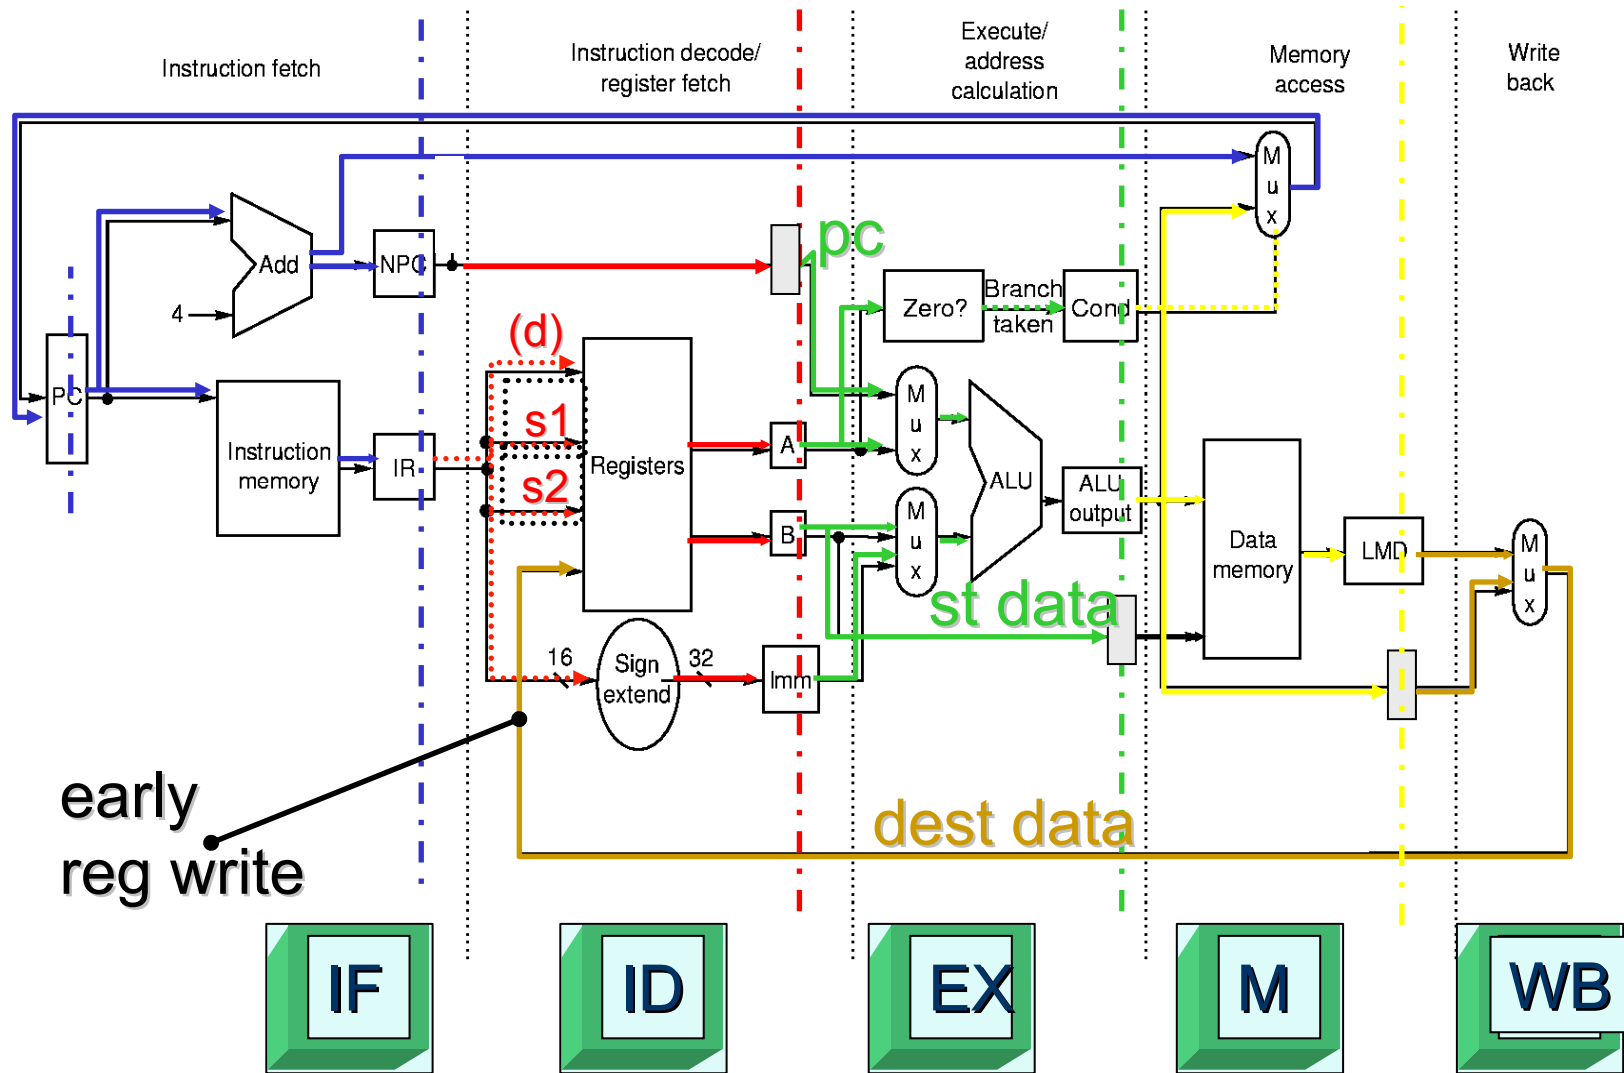 Instruction fetch
Instruction decode/
register fetch
Execute/
address
calculation
Memory
access
Write
back
M
u
x
Add
NPC
4
pc
Zero?
Branch
taken
Cond
PC
(d)
s1
s2
Registers
Instruction
memory
IR
A
B
M
u
x
M
u
x
ALU
ALU
output
Data
memory
LMD
M
u
x
st data
16
Sign
extend
32
Imm
early
reg write
dest data
IF
ID
EX
M
WB